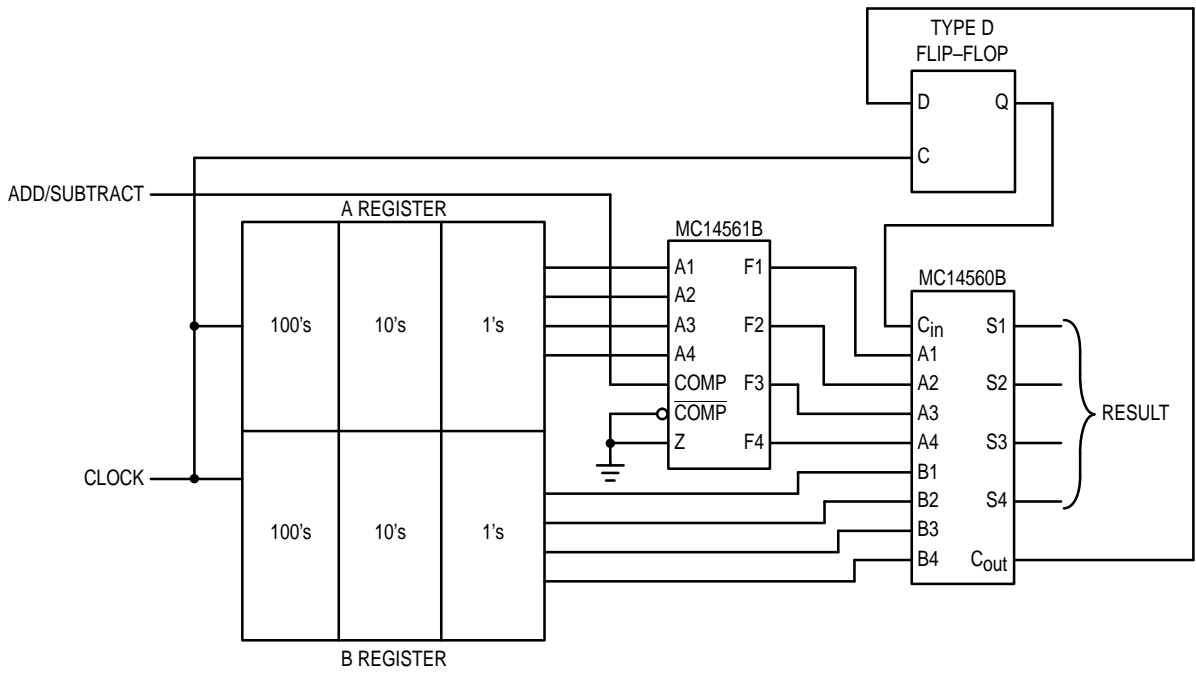 TYPE D
FLIP–FLOP
D
Q
C
ADD/SUBTRACT
A REGISTER
100's
10's
1's
MC14561B
A1
F1
A2
A3
F2
A4
COMP
F3
COMP
Z
F4
MC14560B
Cin
S1
A1
A2
S2
A3
A4
S3
B1
B2
S4
B3
B4
Cout
RESULT
CLOCK
100's
10's
1's
B REGISTER